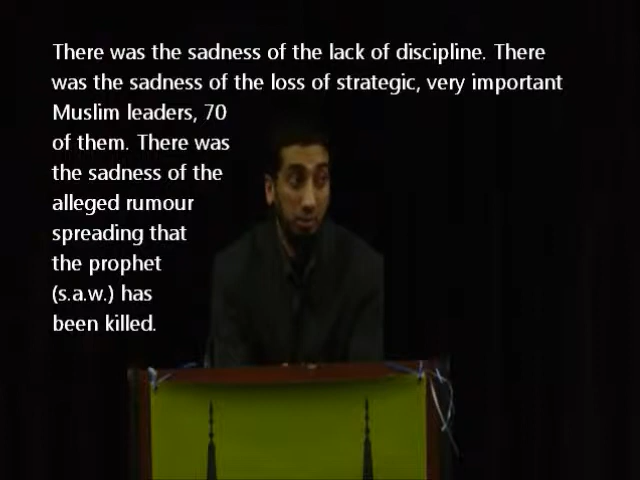 There was the sadness of the lack of discipline. There
was the sadness of the loss of strategic, very important
Muslim leaders, 70
of them. There was
the sadness of the
alleged rumour
spreading that
the prophet
(s.a.w.) has
been killed.